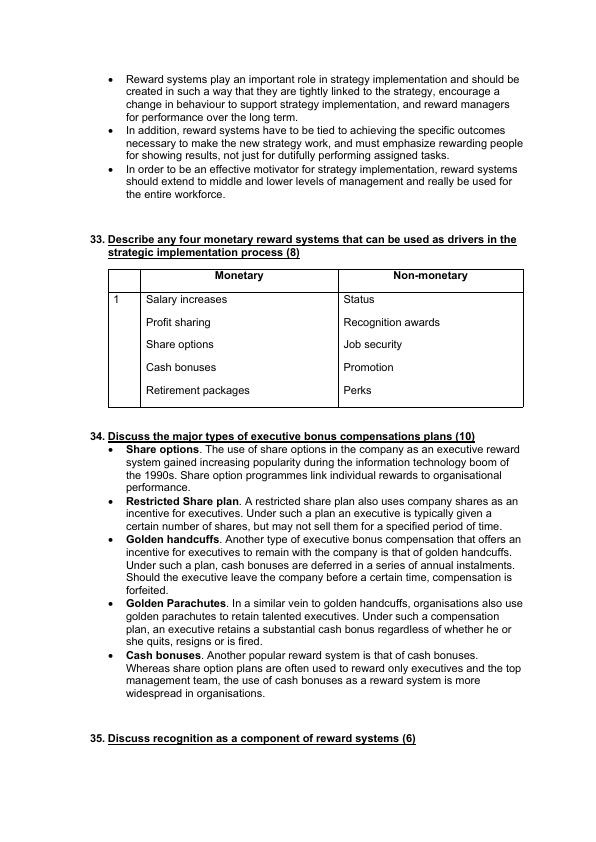 • Reward systems play an important role in strategy implementation and should be
created in such a way that they are tightly linked to the strategy, encourage a
change in behaviour to support strategy implementation, and reward managers
for performance over the long term.
• In addition, reward systems have to be tied to achieving the specific outcomes
necessary to make the new strategy work, and must emphasize rewarding people
for showing results, not just for dutifully performing assigned tasks.
• In order to be an effective motivator for strategy implementation, reward systems
should extend to middle and lower levels of management and really be used for
the entire workforce.
33. Describe any four monetary reward systems that can be used as drivers in the
strategic implementation process (8)
Monetary Non-monetary
1 Salary increases Status
Profit sharing Recognition awards
Share options Job security
Cash bonuses Promotion
Retirement packages Perks
34. Discuss the major types of executive bonus compensations plans (10)
• Share options. The use of share options in the company as an executive reward
system gained increasing popularity during the information technology boom of
the 1990s. Share option programmes link individual rewards to organisational
performance.
• Restricted Share plan. A restricted share plan also uses company shares as an
incentive for executives. Under such a plan an executive is typically given a
certain number of shares, but may not sell them for a specified period of time.
• Golden handcuffs. Another type of executive bonus compensation that offers an
incentive for executives to remain with the company is that of golden handcuffs.
Under such a plan, cash bonuses are deferred in a series of annual instalments.
Should the executive leave the company before a certain time, compensation is
forfeited.
• Golden Parachutes. In a similar vein to golden handcuffs, organisations also use
golden parachutes to retain talented executives. Under such a compensation
plan, an executive retains a substantial cash bonus regardless of whether he or
she quits, resigns or is fired.
• Cash bonuses. Another popular reward system is that of cash bonuses.
Whereas share option plans are often used to reward only executives and the top
management team, the use of cash bonuses as a reward system is more
widespread in organisations.
35. Discuss recognition as a component of reward systems (6)